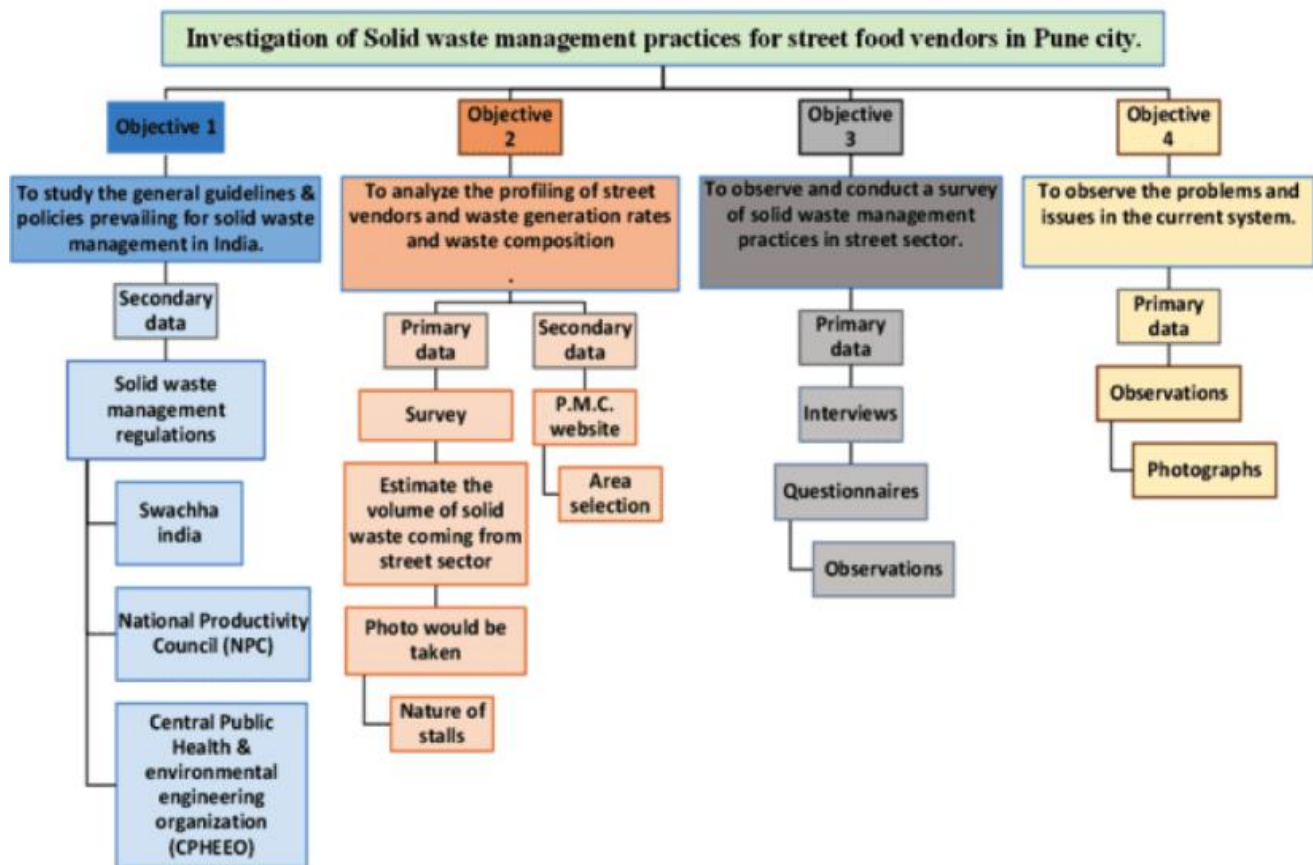 Investigation of Solid waste management practices for street food vendors in Pune city.
Objective 1
To study the general guidelines &
policies prevailing for solid waste
management in India.
Secondary
data
Solid waste
management
regulations
Swachha
india
National Productivity
Council (NPC)
Central Public
Health &
environmental
engineering
organization
(CPHEEO)
Objective
2
To analyze the profiling of street
vendors and waste generation rates
and waste composition
.
Primary
data
Survey
Estimate the
volume of solid
waste coming from
street sector
Photo would be
taken
Nature of
stalls
Secondary
data
P.M.C.
website
Area
selection
Objective
3
To observe and conduct a survey
of solid waste management
practices in street sector.
Primary
data
Interviews
Questionnaires
Observations
Objective
4
To observe the problems and
issues in the current system.
Primary
data
Observations
Photographs